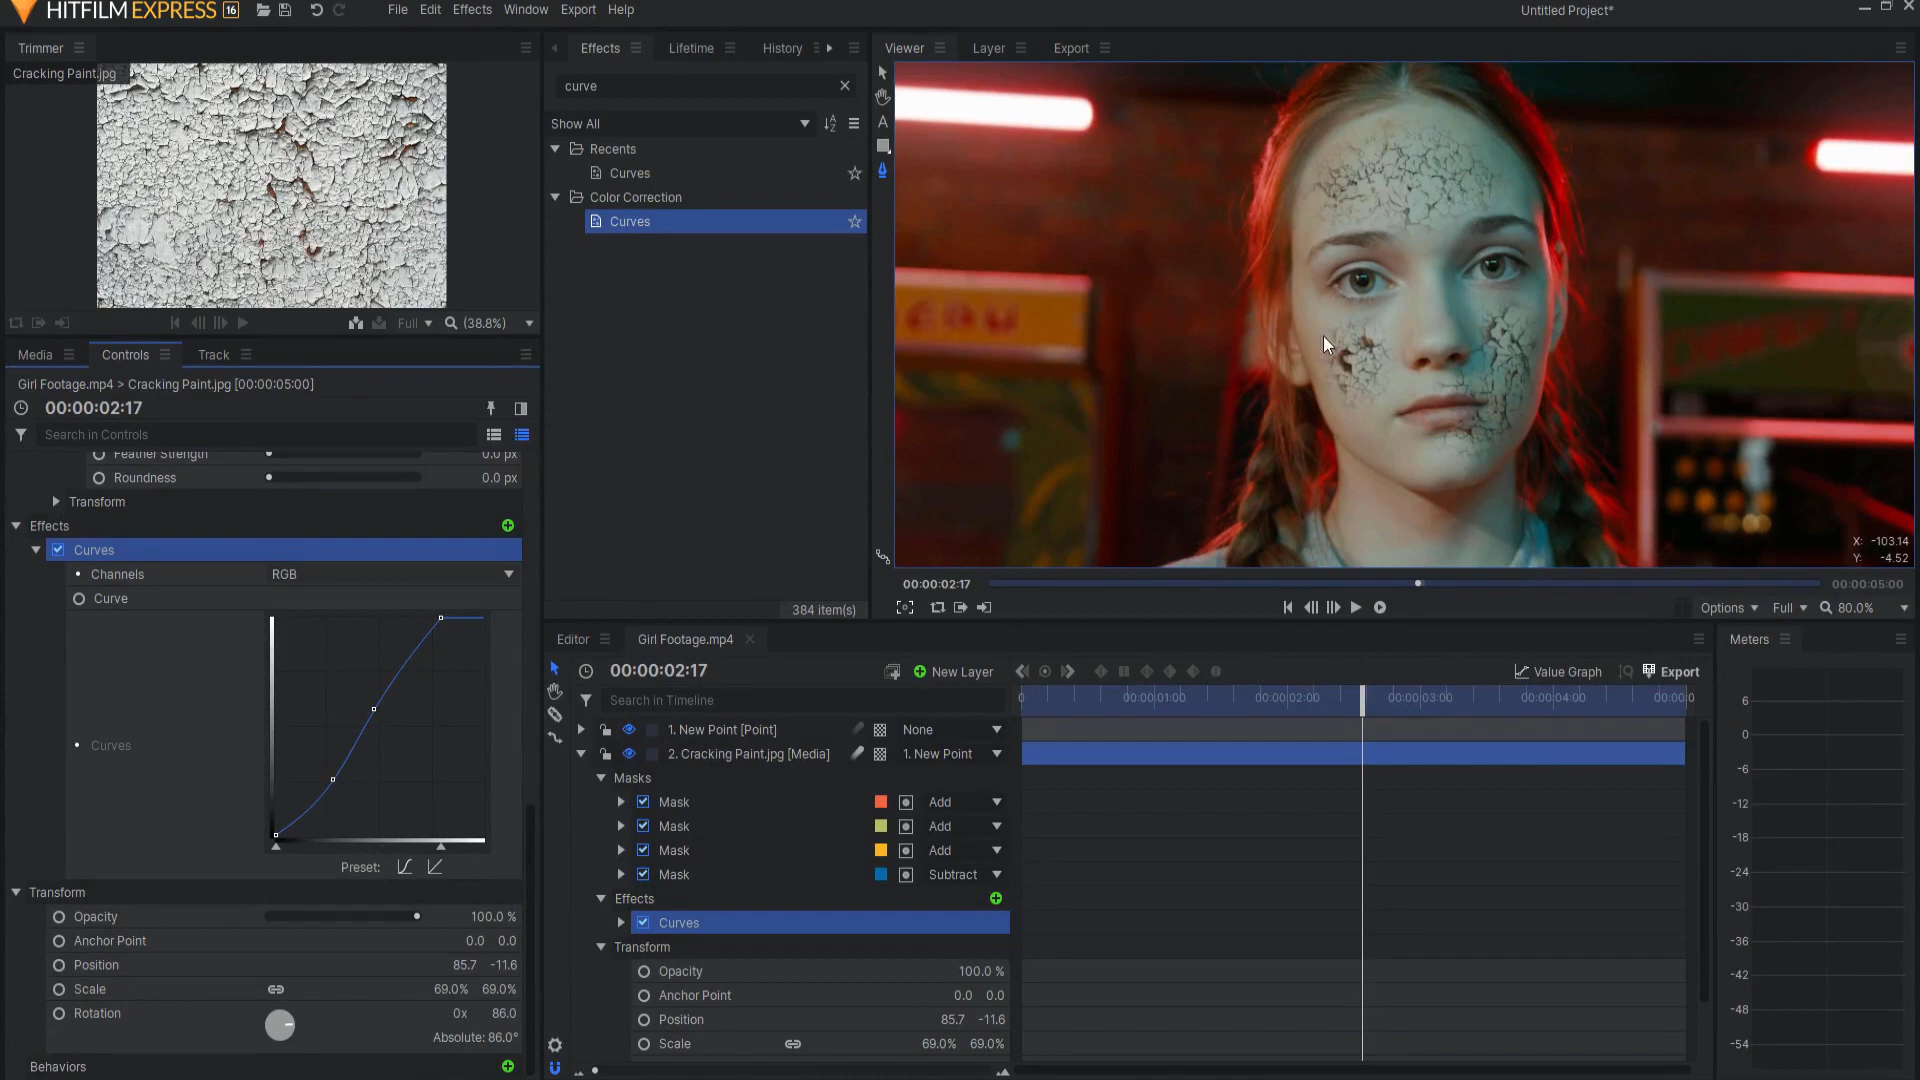 HITFILM EXPRESS 16
File Edit Effects Window Export Help
Untitled Project*
Trimmer
Cracking Paint.jpg
Full (38.8%)
Media Controls Track
Girl Footage.mp4 > Cracking Paint.jpg [00:00:05:00]
00:00:02:17
Search in Controls
Feather Strength 0.0 px
Roundness 0.0 px
Transform
Effects
Curves
Channels RGB
Curve
Curves
Preset:
Transform
Opacity 100.0 %
Anchor Point 0.0 0.0
Position 85.7 -11.6
Scale 69.0% 69.0%
Rotation 0x 86.0
Absolute: 86.0°
Behaviors
Effects Lifetime History
curve
Show All
Recents
Curves
Color Correction
Curves
384 item(s)
Viewer Layer Export
X: -103.14
Y: -4.52
00:00:02:17
00:00:05:00
Options Full 80.0%
Editor Girl Footage.mp4
00:00:02:17 New Layer
Value Graph Export
Search in Timeline
0 00:00:01:00 00:00:02:00 00:00:03:00 00:00:04:00 00:00:0
1. New Point [Point] None
2. Cracking Paint.jpg [Media] 1. New Point
Masks
Mask Add
Mask Add
Mask Add
Mask Subtract
Effects
Curves
Transform
Opacity 100.0 %
Anchor Point 0.0 0.0
Position 85.7 -11.6
Scale 69.0% 69.0%
Meters
6
0
-6
-12
-18
-24
-30
-36
-42
-48
-54